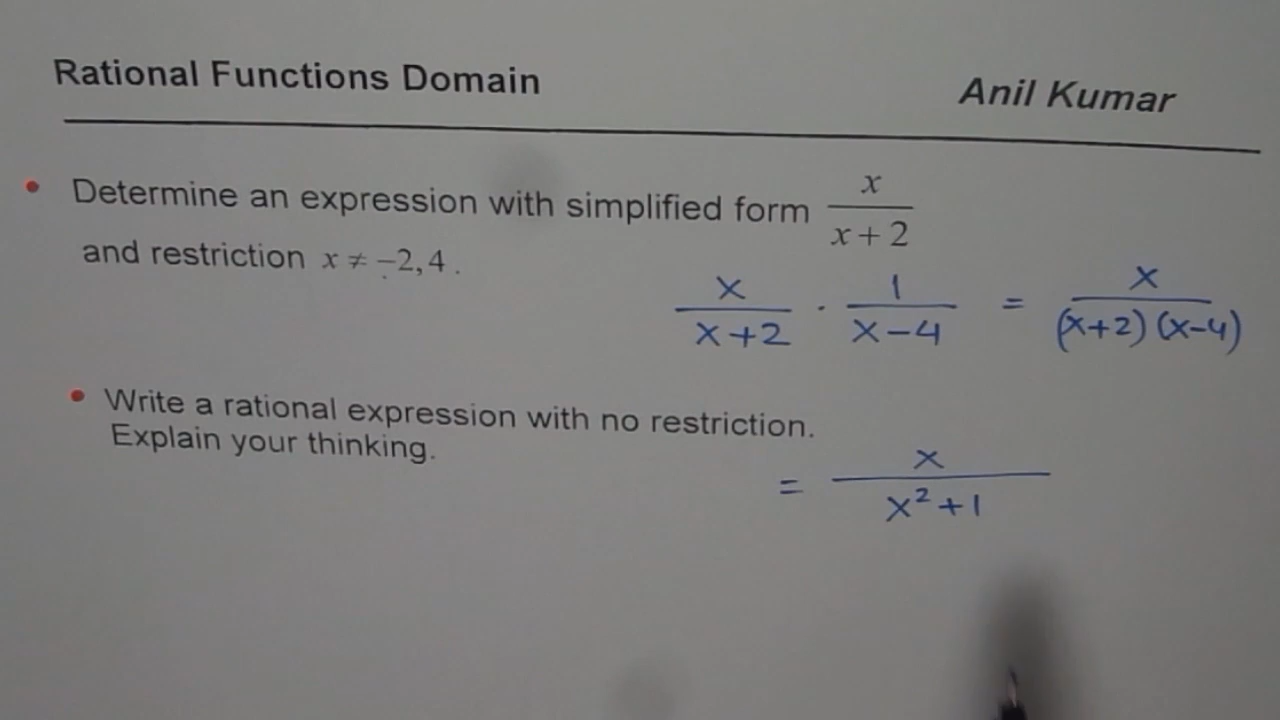 Rational Functions Domain
Anil Kumar
Determine an expression with simplified form x/(x+2)
and restriction x ≠ −2, 4 .
x/(x+2) · 1/(x−4) = x/((x+2)(x−4))
Write a rational expression with no restriction.
Explain your thinking.
= x/(x²+1)